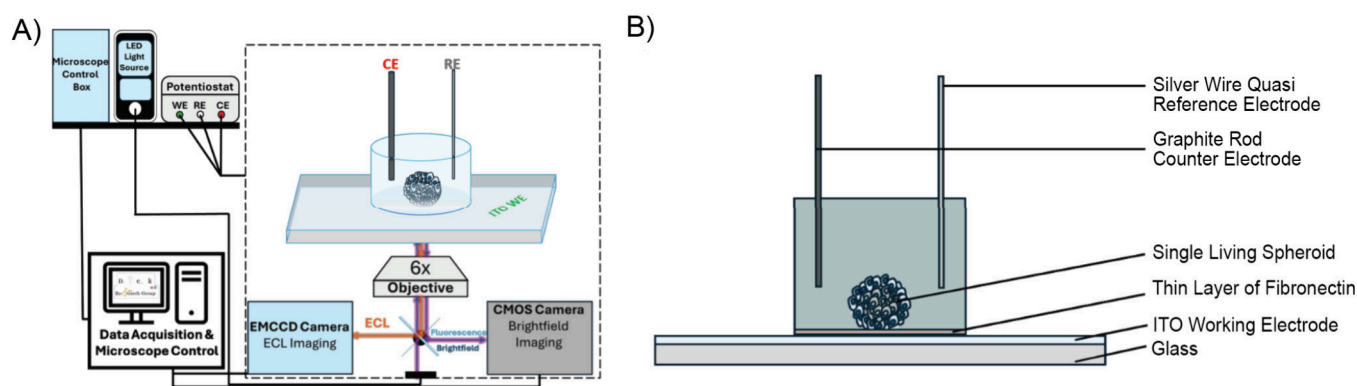 A)
Microscope
Control
Box
LED
Light
Source
Potentiostat
WE RE CE
CE
RE
ITO WE
6x
Objective
Data Acquisition &
Microscope Control
EMCCD Camera
ECL Imaging
ECL
Fluorescence
Brightfield
CMOS Camera
Brightfield
Imaging
B)
Silver Wire Quasi
Reference Electrode
Graphite Rod
Counter Electrode
Single Living Spheroid
Thin Layer of Fibronectin
ITO Working Electrode
Glass